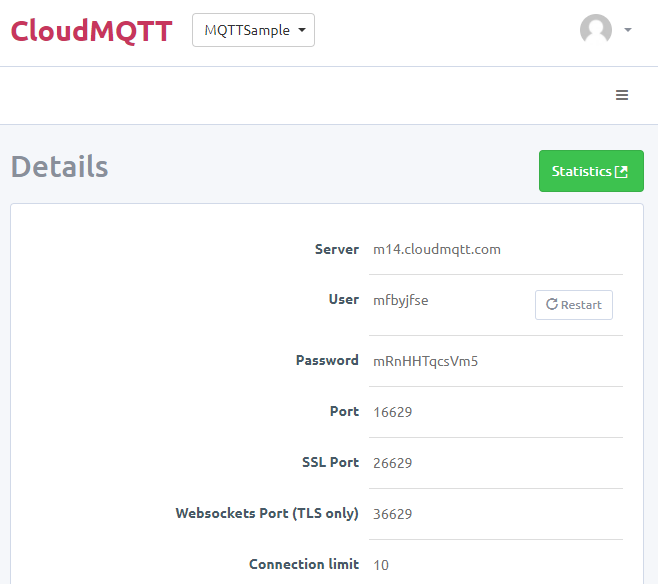 CloudMQTT MQTTSample
Details
Statistics
Server m14.cloudmqtt.com
User mfbyjfse Restart
Password mRnHHTqcsVm5
Port 16629
SSL Port 26629
Websockets Port (TLS only) 36629
Connection limit 10